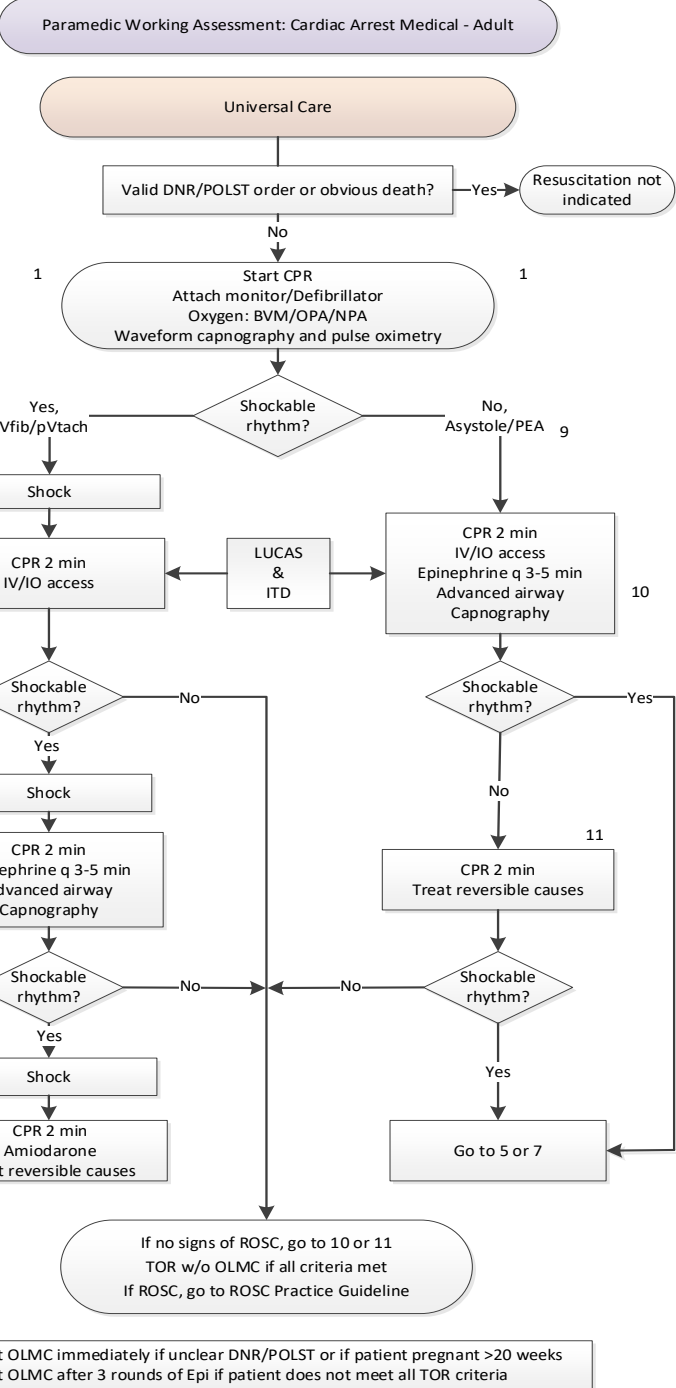 Paramedic Working Assessment: Cardiac Arrest Medical - Adult
Universal Care
Valid DNR/POLST order or obvious death?
Yes
Resuscitation not
indicated
No
1
Start CPR
Attach monitor/Defibrillator
Oxygen: BVM/OPA/NPA
Waveform capnography and pulse oximetry
1
Shockable
rhythm?
Yes,
Vfib/pVtach
No,
Asystole/PEA
9
Shock
CPR 2 min
IV/IO access
LUCAS
&
ITD
CPR 2 min
IV/IO access
Epinephrine q 3-5 min
Advanced airway
Capnography
10
Shockable
rhythm?
No
Yes
Shock
CPR 2 min
q 3-5 min
airway
Capnography
Shockable
rhythm?
No
Yes
Shock
CPR 2 min
Amiodarone
reversible causes
Shockable
rhythm?
Yes
No
11
CPR 2 min
Treat reversible causes
Shockable
rhythm?
No
Yes
Go to 5 or 7
If no signs of ROSC, go to 10 or 11
TOR w/o OLMC if all criteria met
If ROSC, go to ROSC Practice Guideline
OLMC immediately if unclear DNR/POLST or if patient pregnant >20 weeks
OLMC after 3 rounds of Epi if patient does not meet all TOR criteria